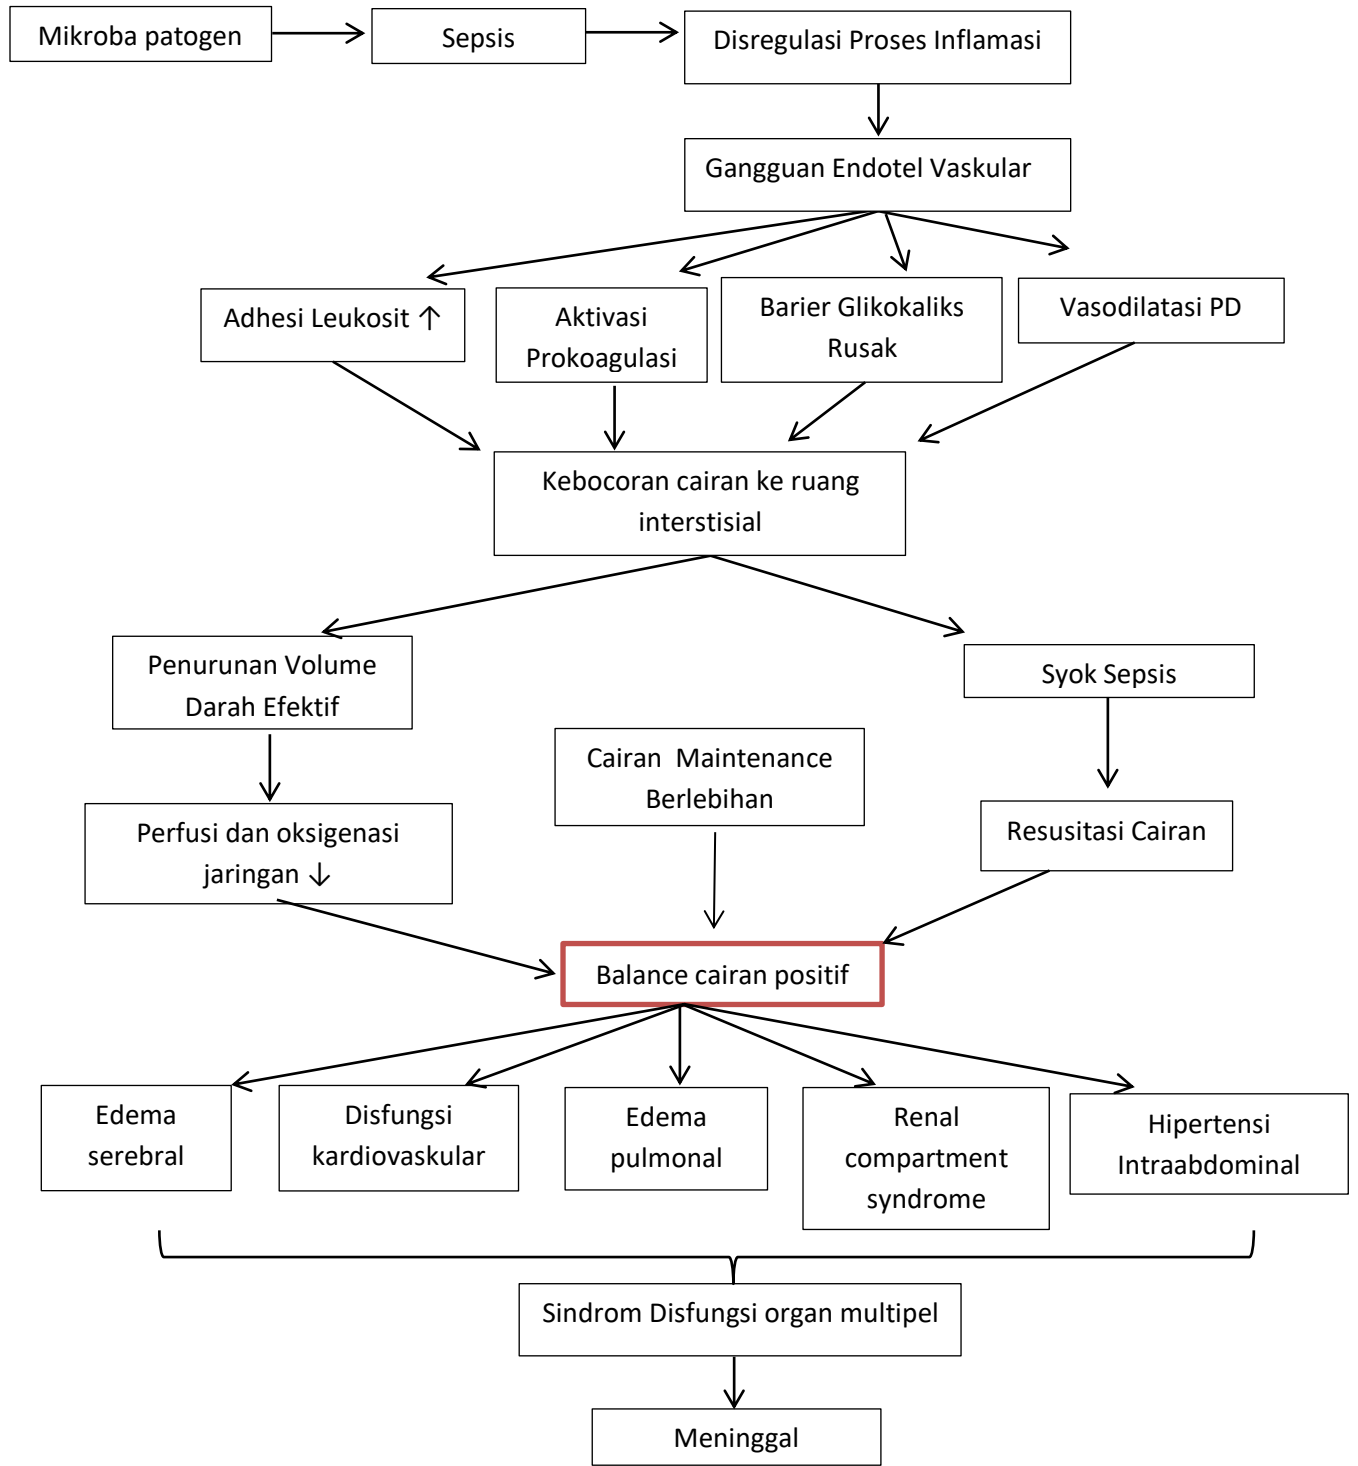 Mikroba patogen
Sepsis
Disregulasi Proses Inflamasi
Gangguan Endotel Vaskular
Adhesi Leukosit ↑
Aktivasi
Prokoagulasi
Barier Glikokaliks
Rusak
Vasodilatasi PD
Kebocoran cairan ke ruang
interstisial
Penurunan Volume
Darah Efektif
Syok Sepsis
Cairan Maintenance
Berlebihan
Perfusi dan oksigenasi
jaringan ↓
Resusitasi Cairan
Balance cairan positif
Edema
serebral
Disfungsi
kardiovaskular
Edema
pulmonal
Renal
compartment
syndrome
Hipertensi
Intraabdominal
Sindrom Disfungsi organ multipel
Meninggal